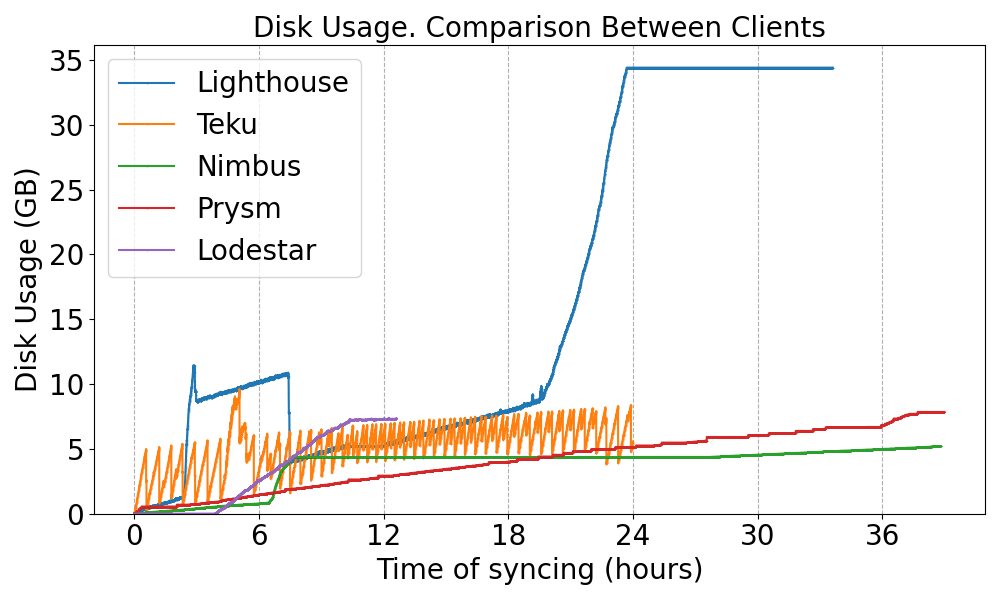 Disk Usage. Comparison Between Clients
Disk Usage (GB)
35
30
25
20
15
10
5
0
Lighthouse
Teku
Nimbus
Prysm
Lodestar
0 6 12 18 24 30 36
Time of syncing (hours)